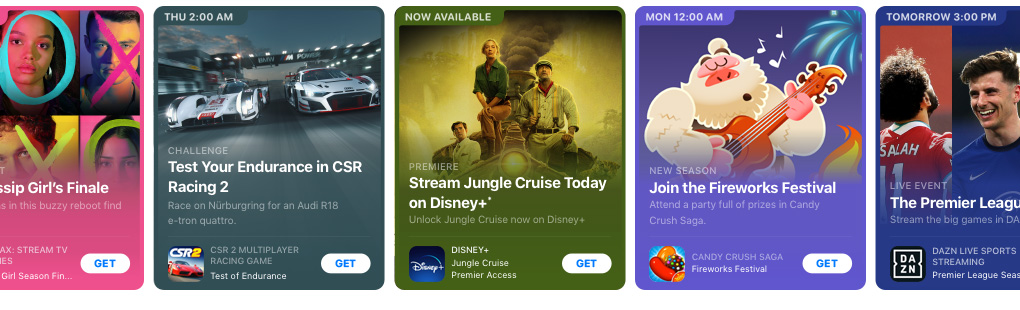 THU 2:00 AM
NOW AVAILABLE
MON 12:00 AM
TOMORROW 3:00 PM
BMW M POWER
SALAH
CHALLENGE
Test Your Endurance in CSR
Racing 2
Race on Nürburgring for an Audi R18
e-tron quattro.
CSR2
CSR 2 MULTIPLAYER
RACING GAME
Test of Endurance
GET
PREMIERE
Stream Jungle Cruise Today
on Disney+*
Unlock Jungle Cruise now on Disney+
Disney+
DISNEY+
Jungle Cruise
Premier Access
GET
NEW SEASON
Join the Fireworks Festival
Attend a party full of prizes in Candy
Crush Saga.
CANDY CRUSH SAGA
Fireworks Festival
GET
LIVE EVENT
The Premier Leagu
Stream the big games in DA
DA
ZN
DAZN LIVE SPORTS
STREAMING
Premier League Seas
T
ssip Girl's Finale
s in this buzzy reboot find
AX: STREAM TV
IES
Girl Season Fin...
GET